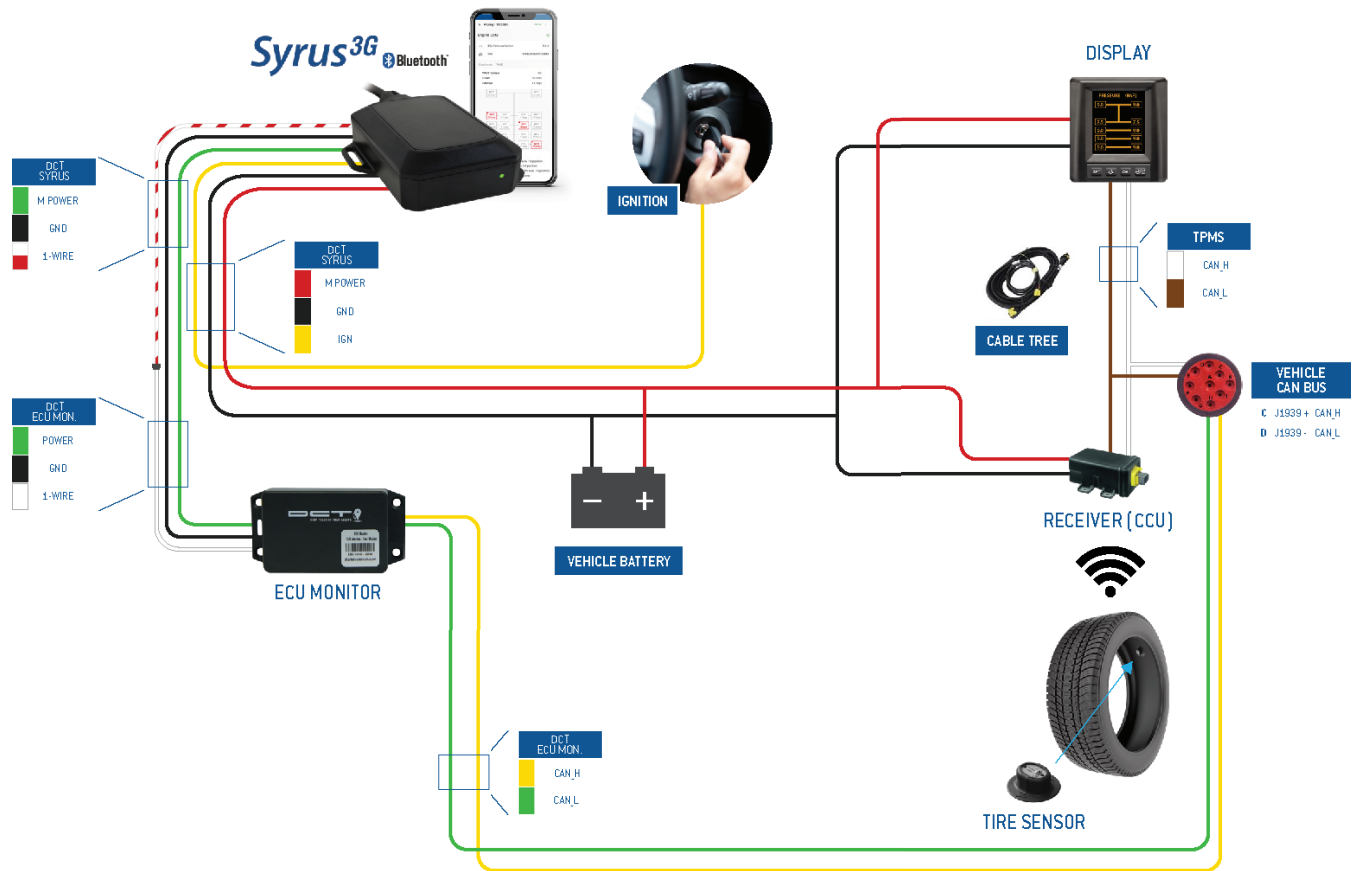 Syrus3G
Bluetooth
DISPLAY
DCT
SYRUS
M POWER
GND
1-WIRE
IGNITION
TPMS
CAN_H
CAN_L
DCT
SYRUS
M POWER
GND
IGN
CABLE TREE
VEHICLE
CAN BUS
C J1939 + CAN_H
D J1939 - CAN_L
DCT
ECU MON.
POWER
GND
1-WIRE
DCT
ECU MONITOR
VEHICLE BATTERY
RECEIVER (CCU)
DCT
ECU MON.
CAN_H
CAN_L
TIRE SENSOR